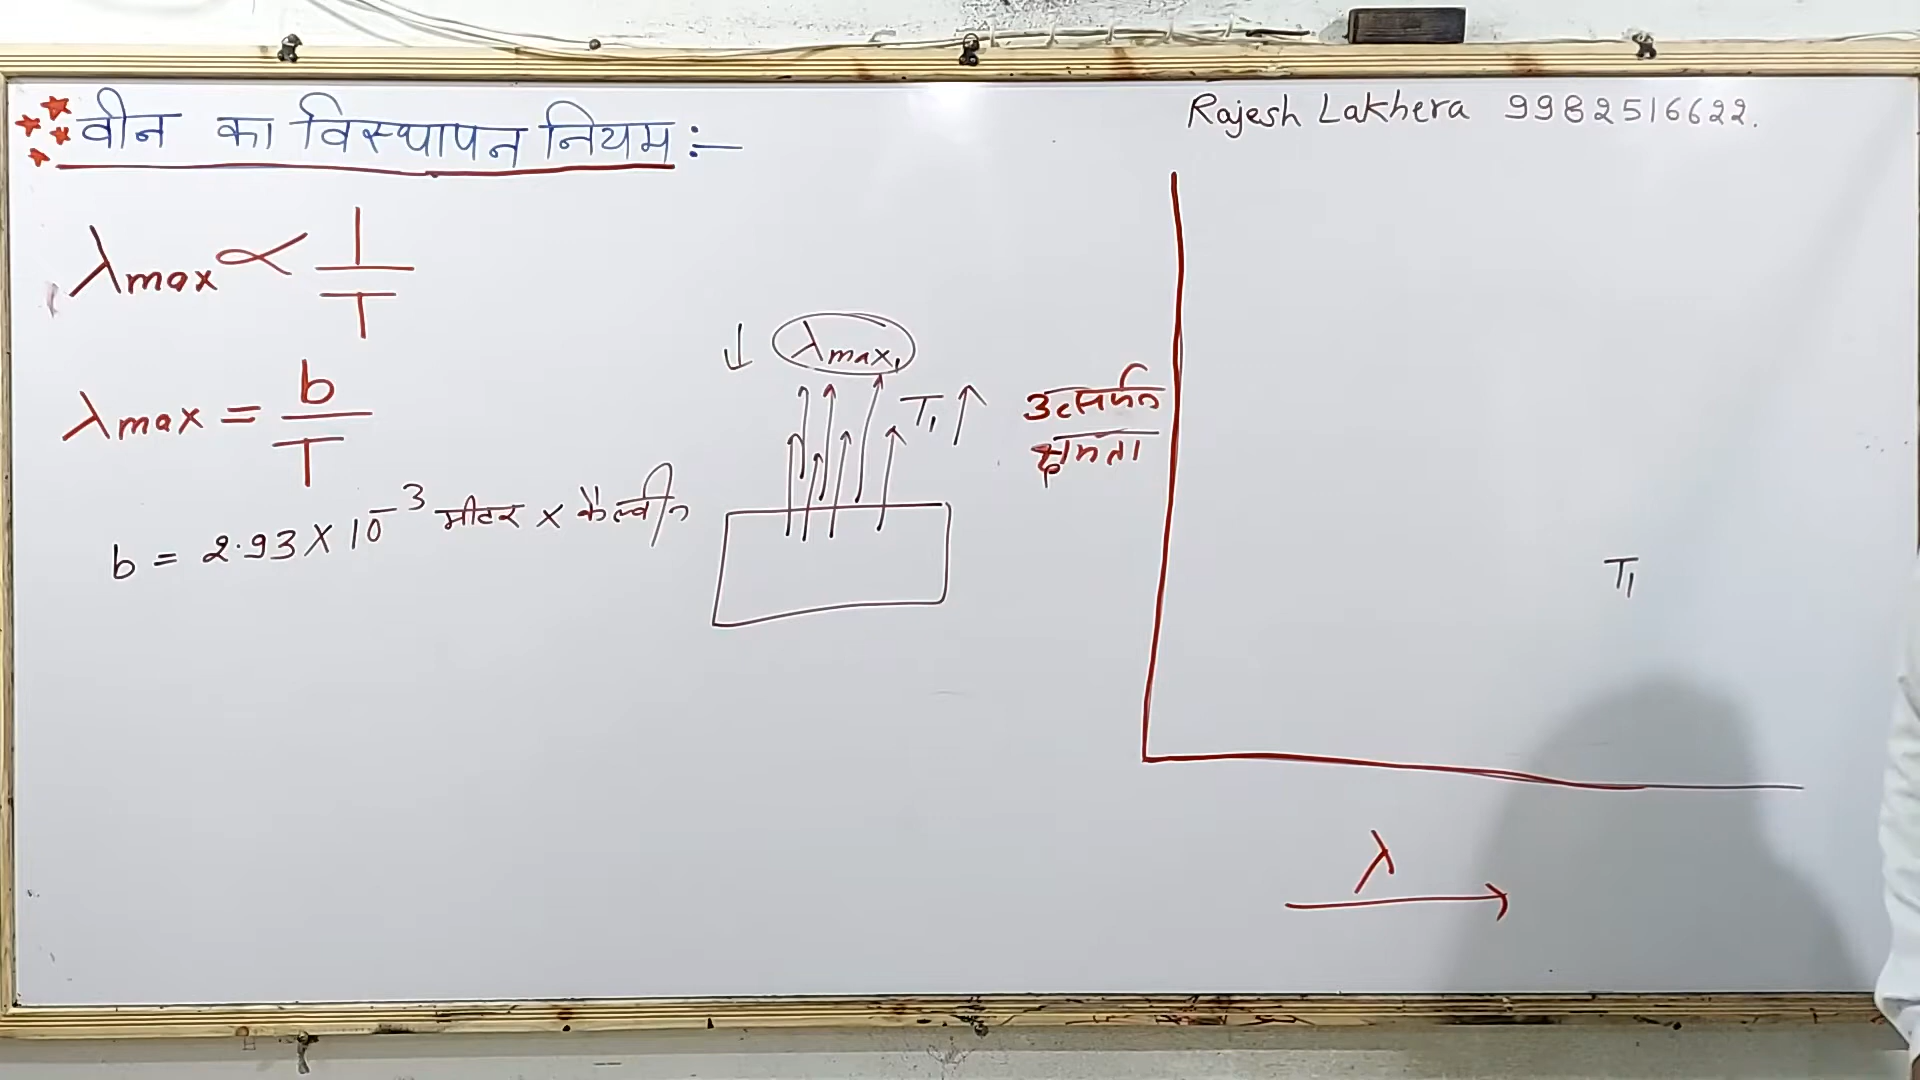 वीन का विस्थापन नियम :-
Rajesh Lakhera 9982516622.
λmax ∝ 1/T
λmax = b/T
b = 2.93 × 10⁻³ मीटर × केल्वीन
↓ λmax₁
T₁ ↑
उत्सर्जन
क्षमता
T₁
λ